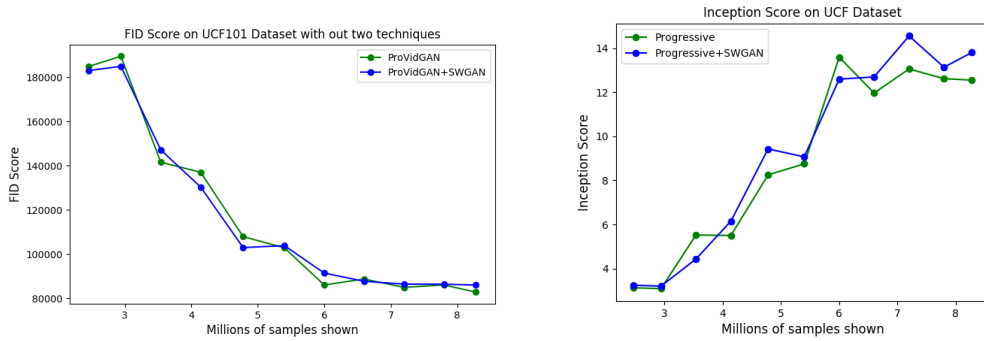 FID Score on UCF101 Dataset with out two techniques
ProVidGAN
ProVidGAN+SWGAN
FID Score
180000
160000
140000
120000
100000
80000
3
4
5
6
7
8
Millions of samples shown
Inception Score on UCF Dataset
Progressive
Progressive+SWGAN
Inception Score
14
12
10
8
6
4
3
4
5
6
7
8
Millions of samples shown